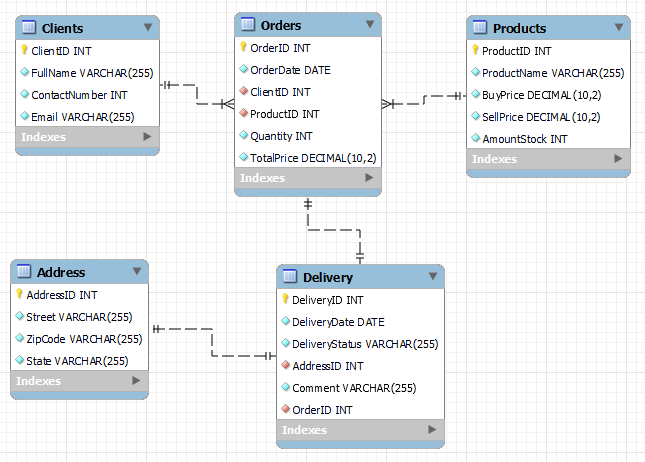 Clients
ClientID INT
FullName VARCHAR(255)
ContactNumber INT
Email VARCHAR(255)
Indexes
Orders
OrderID INT
OrderDate DATE
ClientID INT
ProductID INT
Quantity INT
TotalPrice DECIMAL(10,2)
Indexes
Products
ProductID INT
ProductName VARCHAR(255)
BuyPrice DECIMAL(10,2)
SellPrice DECIMAL(10,2)
AmountStock INT
Indexes
Address
AddressID INT
Street VARCHAR(255)
ZipCode VARCHAR(255)
State VARCHAR(255)
Indexes
Delivery
DeliveryID INT
DeliveryDate DATE
DeliveryStatus VARCHAR(255)
AddressID INT
Comment VARCHAR(255)
OrderID INT
Indexes